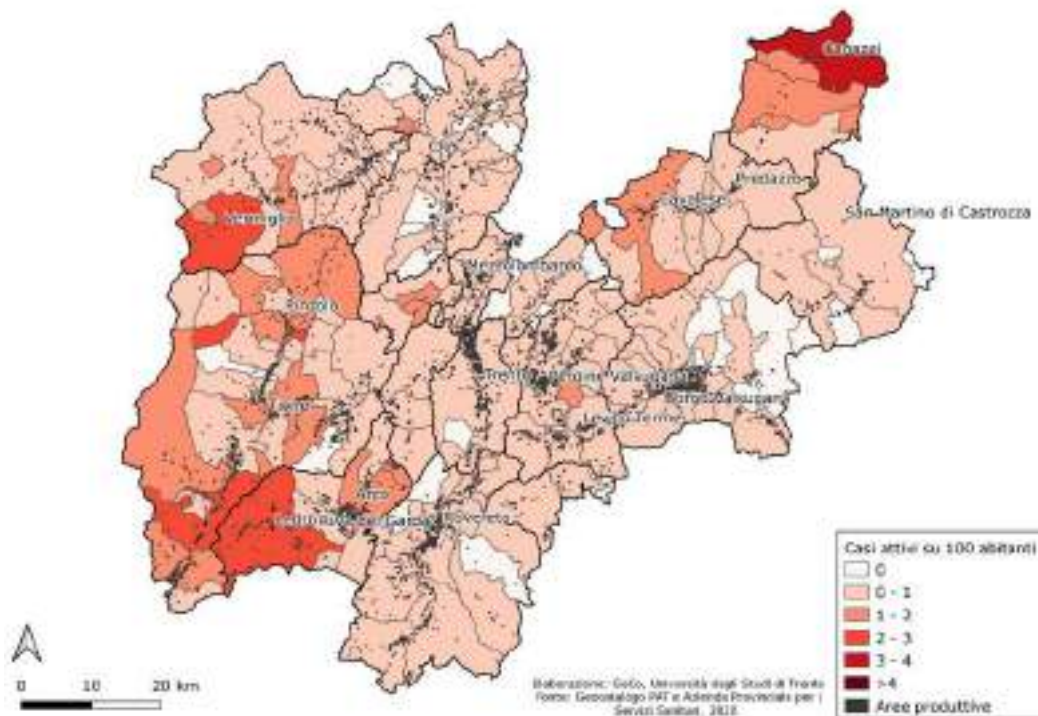 Canazei
Predazzo
San Martino di Castrozza
Cavalese
Vermiglio
Mezzolombardo
Pinzolo
Trento
Pergine Valsugana
Borgo Valsugana
Levico Terme
Tione
Arco
Riva del Garda
Rovereto
Casi attivi su 100 abitanti
0
0 - 1
1 - 2
2 - 3
3 - 4
>4
Aree produttive
0 10 20 km
Elaborazione: GeCo, Università degli Studi di Trento
Fonte: Geocatalogo PAT e Azienda Provinciale per i
Servizi Sanitari, 2020